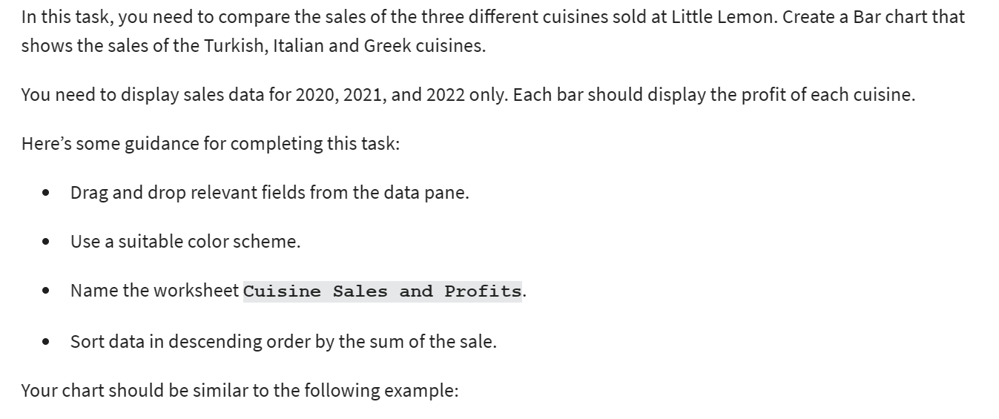 In this task, you need to compare the sales of the three different cuisines sold at Little Lemon. Create a Bar chart that
shows the sales of the Turkish, Italian and Greek cuisines.
You need to display sales data for 2020, 2021, and 2022 only. Each bar should display the profit of each cuisine.
Here’s some guidance for completing this task:
• Drag and drop relevant fields from the data pane.
• Use a suitable color scheme.
• Name the worksheet Cuisine Sales and Profits.
• Sort data in descending order by the sum of the sale.
Your chart should be similar to the following example: